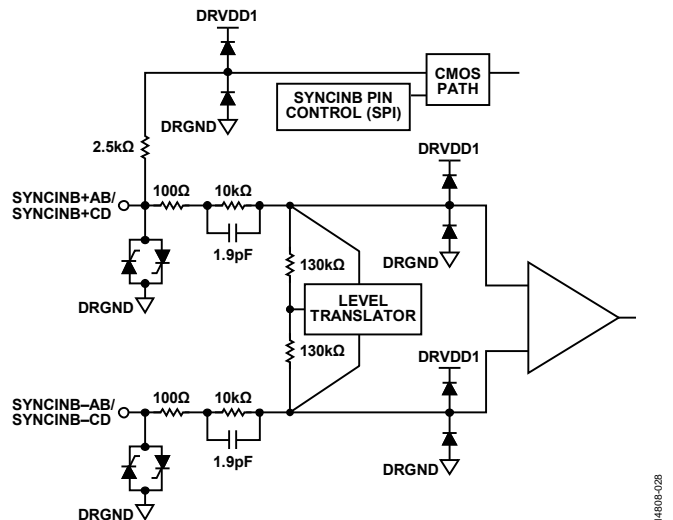 DRVDD1
CMOS
PATH
SYNCINB PIN
CONTROL (SPI)
DRGND
2.5kΩ
DRVDD1
SYNCINB+AB/
SYNCINB+CD
100Ω
10kΩ
1.9pF
DRGND
130kΩ
DRGND
LEVEL
TRANSLATOR
130kΩ
DRVDD1
SYNCINB–AB/
SYNCINB–CD
100Ω
10kΩ
1.9pF
DRGND
DRGND
14808-028